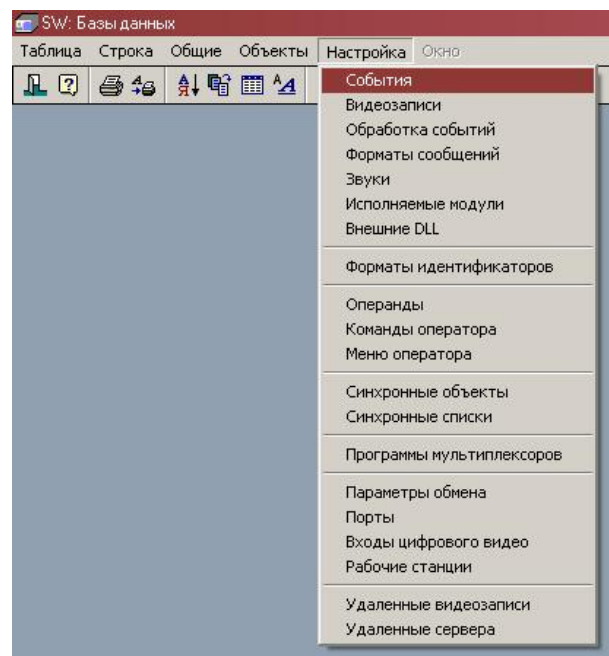 SW: Базы данных
Таблица Строка Общие Объекты Настройка Окно
События
Видеозаписи
Обработка событий
Форматы сообщений
Звуки
Исполняемые модули
Внешние DLL
Форматы идентификаторов
Операнды
Команды оператора
Меню оператора
Синхронные объекты
Синхронные списки
Программы мультиплексоров
Параметры обмена
Порты
Входы цифрового видео
Рабочие станции
Удаленные видеозаписи
Удаленные сервера